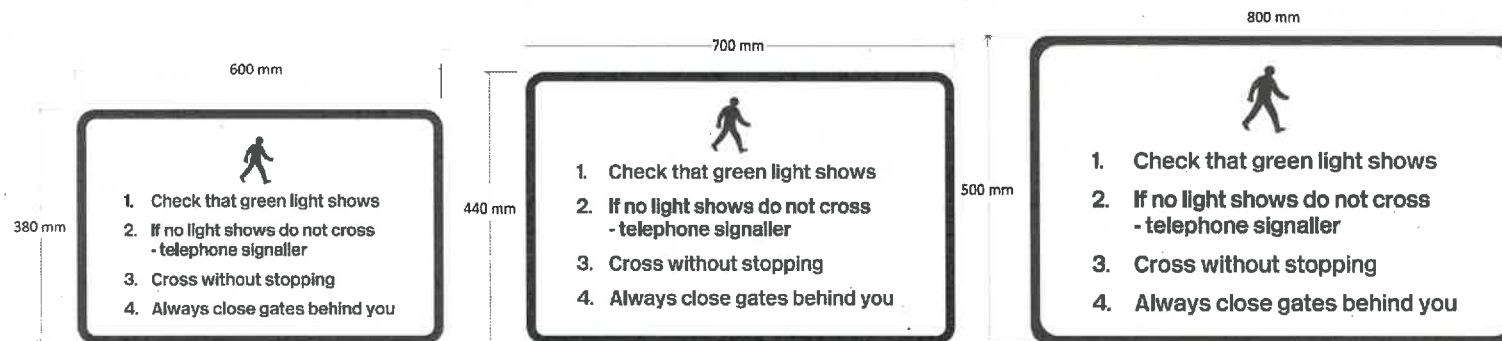 600 mm
380 mm
1. Check that green light shows
2. If no light shows do not cross
- telephone signaller
3. Cross without stopping
4. Always close gates behind you
700 mm
440 mm
1. Check that green light shows
2. If no light shows do not cross
- telephone signaller
3. Cross without stopping
4. Always close gates behind you
800 mm
500 mm
1. Check that green light shows
2. If no light shows do not cross
- telephone signaller
3. Cross without stopping
4. Always close gates behind you